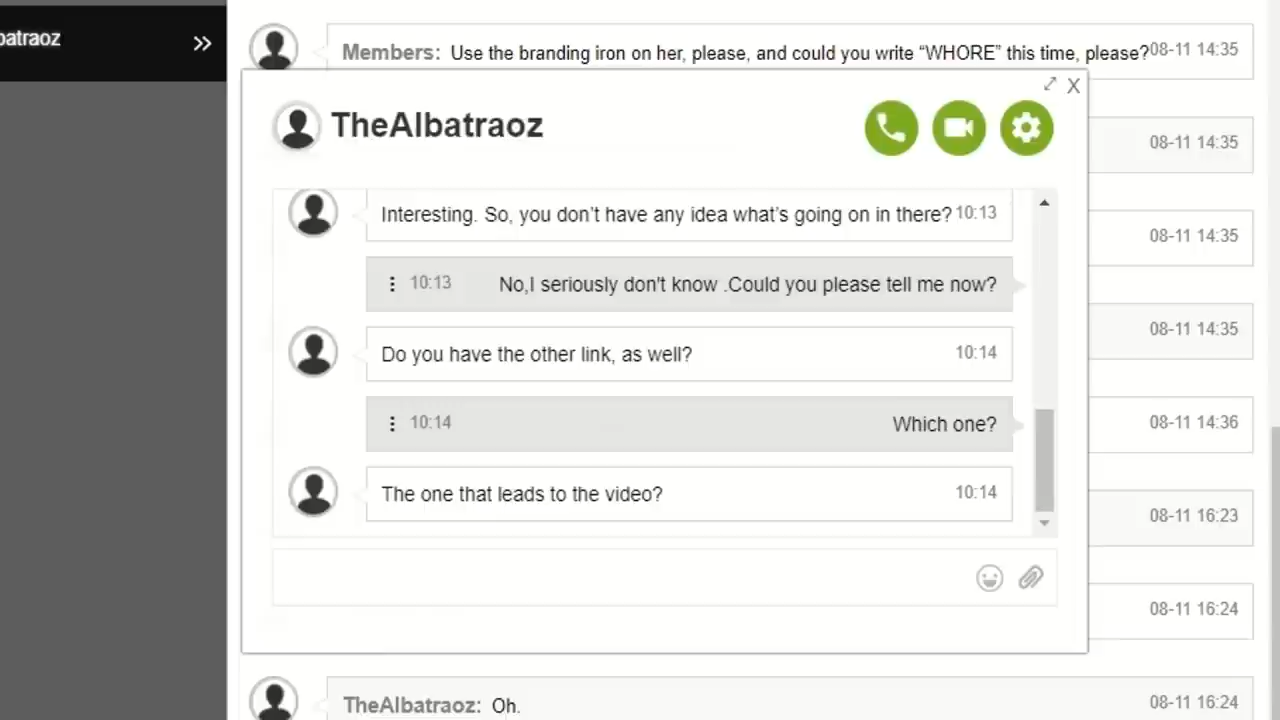 patraoz
»
Members: Use the branding iron on her, please, and could you write “WHORE” this time, please? 08-11 14:35
X
TheAlbatraoz
08-11 14:35
Interesting. So, you don’t have any idea what’s going on in there? 10:13
08-11 14:35
10:13 No,I seriously don't know .Could you please tell me now?
08-11 14:35
Do you have the other link, as well? 10:14
10:14 Which one?
08-11 14:36
The one that leads to the video? 10:14
08-11 16:23
08-11 16:24
TheAlbatraoz: Oh. 08-11 16:24